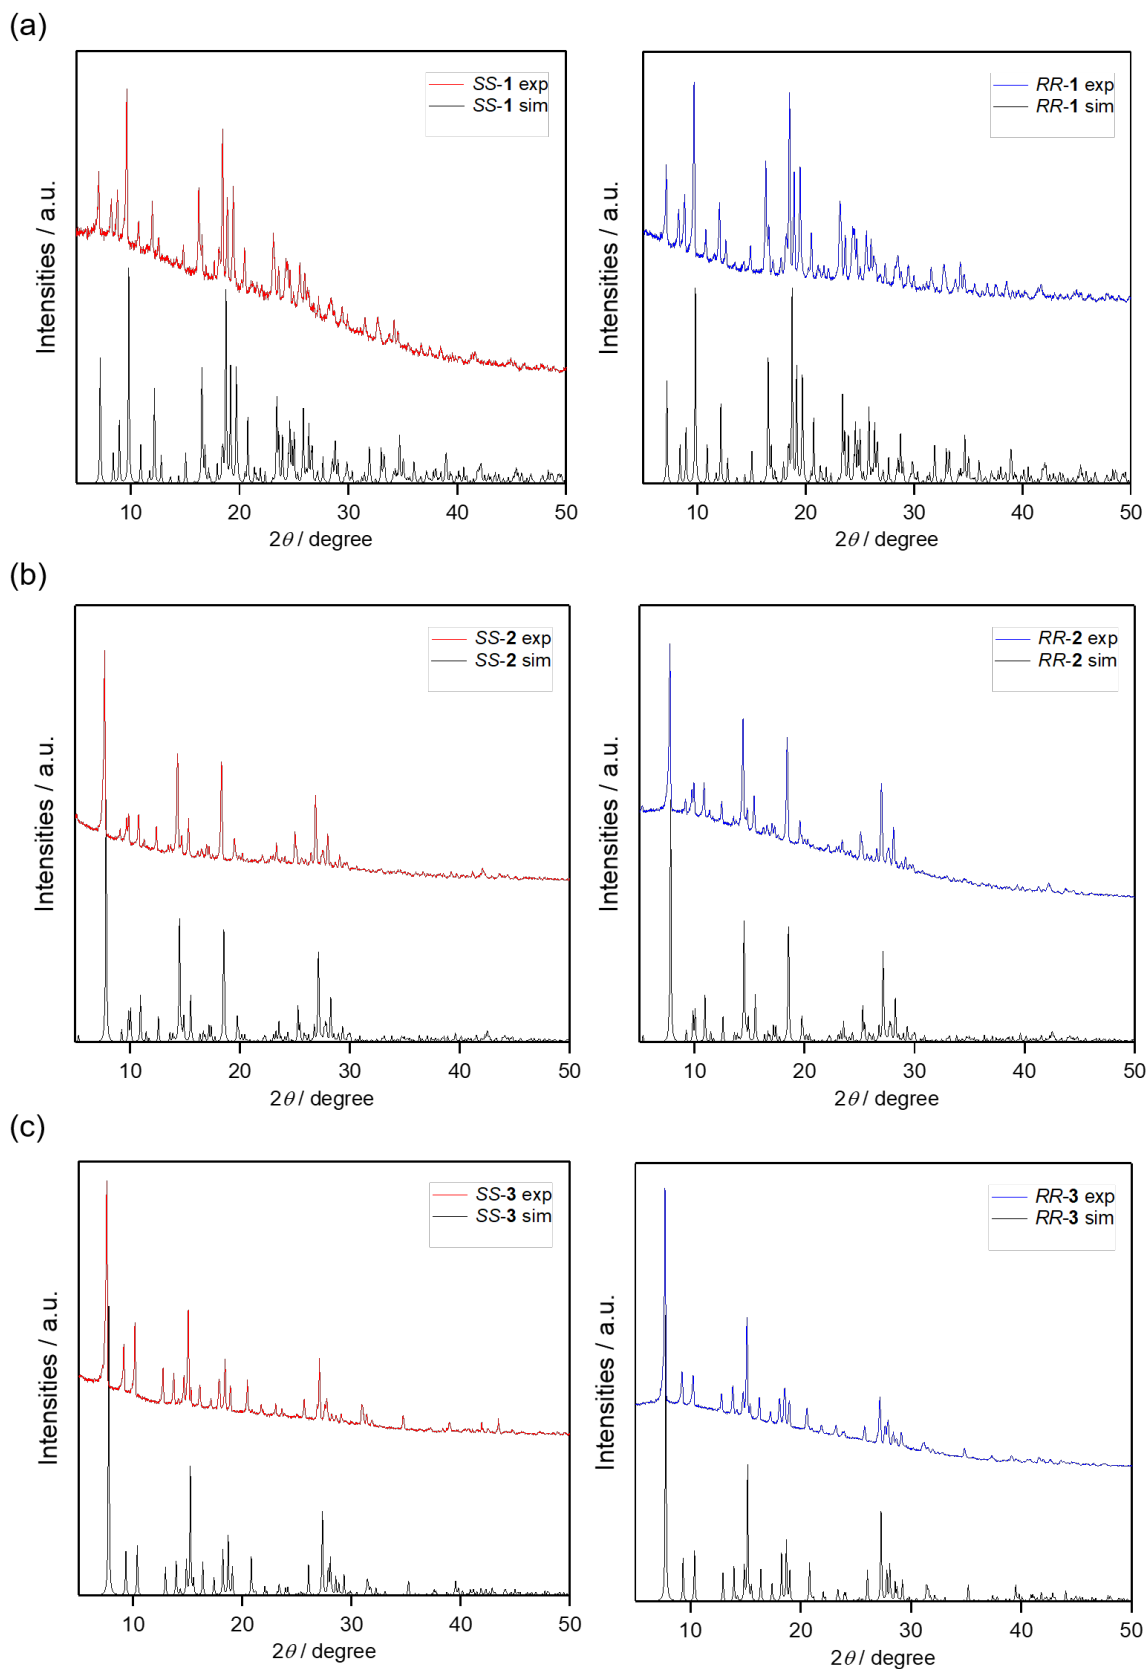 (a)
SS-1 exp
SS-1 sim
Intensities / a.u.
10 20 30 40 50
2θ / degree
RR-1 exp
RR-1 sim
Intensities / a.u.
10 20 30 40 50
2θ / degree
(b)
SS-2 exp
SS-2 sim
Intensities / a.u.
10 20 30 40 50
2θ / degree
RR-2 exp
RR-2 sim
Intensities / a.u.
10 20 30 40 50
2θ / degree
(c)
SS-3 exp
SS-3 sim
Intensities / a.u.
10 20 30 40 50
2θ / degree
RR-3 exp
RR-3 sim
Intensities / a.u.
10 20 30 40 50
2θ / degree